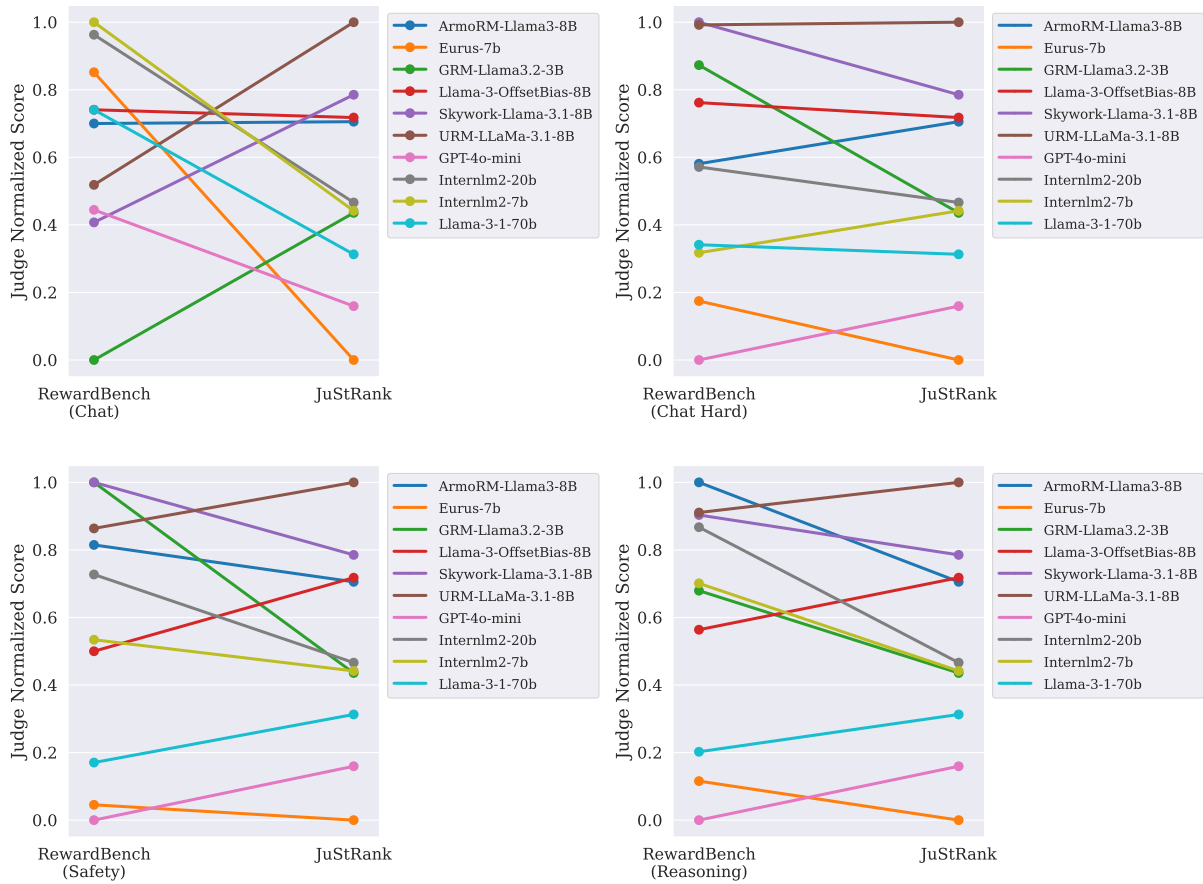 Judge Normalized Score
1.0
0.8
0.6
0.4
0.2
0.0
RewardBench
(Chat)
JuStRank
ArmoRM-Llama3-8B
Eurus-7b
GRM-Llama3.2-3B
Llama-3-OffsetBias-8B
Skywork-Llama-3.1-8B
URM-LLaMa-3.1-8B
GPT-4o-mini
Internlm2-20b
Internlm2-7b
Llama-3-1-70b
Judge Normalized Score
1.0
0.8
0.6
0.4
0.2
0.0
RewardBench
(Chat Hard)
JuStRank
ArmoRM-Llama3-8B
Eurus-7b
GRM-Llama3.2-3B
Llama-3-OffsetBias-8B
Skywork-Llama-3.1-8B
URM-LLaMa-3.1-8B
GPT-4o-mini
Internlm2-20b
Internlm2-7b
Llama-3-1-70b
Judge Normalized Score
1.0
0.8
0.6
0.4
0.2
0.0
RewardBench
(Safety)
JuStRank
ArmoRM-Llama3-8B
Eurus-7b
GRM-Llama3.2-3B
Llama-3-OffsetBias-8B
Skywork-Llama-3.1-8B
URM-LLaMa-3.1-8B
GPT-4o-mini
Internlm2-20b
Internlm2-7b
Llama-3-1-70b
Judge Normalized Score
1.0
0.8
0.6
0.4
0.2
0.0
RewardBench
(Reasoning)
JuStRank
ArmoRM-Llama3-8B
Eurus-7b
GRM-Llama3.2-3B
Llama-3-OffsetBias-8B
Skywork-Llama-3.1-8B
URM-LLaMa-3.1-8B
GPT-4o-mini
Internlm2-20b
Internlm2-7b
Llama-3-1-70b